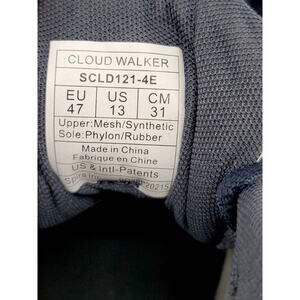 CLOUD WALKER
SCLD121-4E
EU US CM
47 13 31
Upper:Mesh/Synthetic
Sole:Phylon/Rubber
Made in China
Fabrique en Chine
US & Intl-Patents
Spira